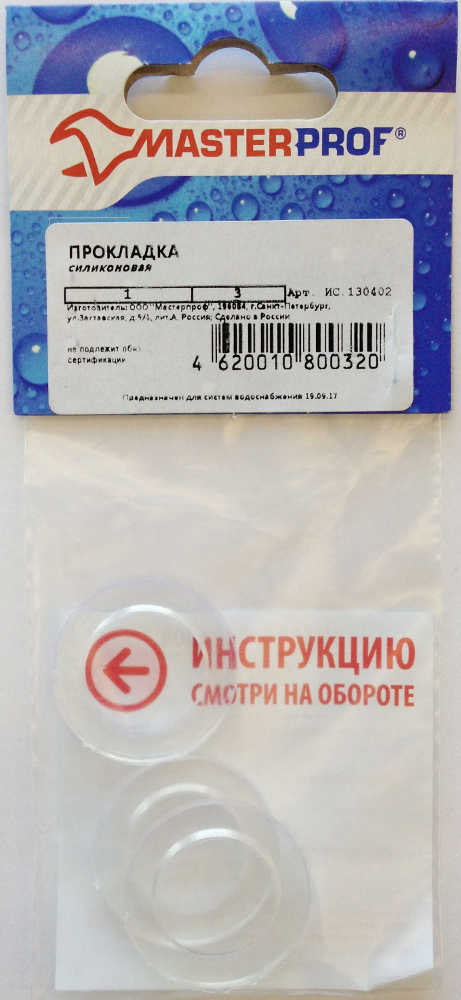 MASTERPROF®
ПРОКЛАДКА
СИЛИКОНОВАЯ
1 3 Арт. ИС.130402
Изготовитель: ООО "Мастерпроф", 196084, г.Санкт-Петербург,
ул.Заставская, д.5/1, лит.А. Россия; Сделано в России
не подлежит обяз.
сертификации
4 620010 800320
Предназначен для систем водоснабжения 19.09.17
ИНСТРУКЦИЮ
СМОТРИ НА ОБОРОТЕ